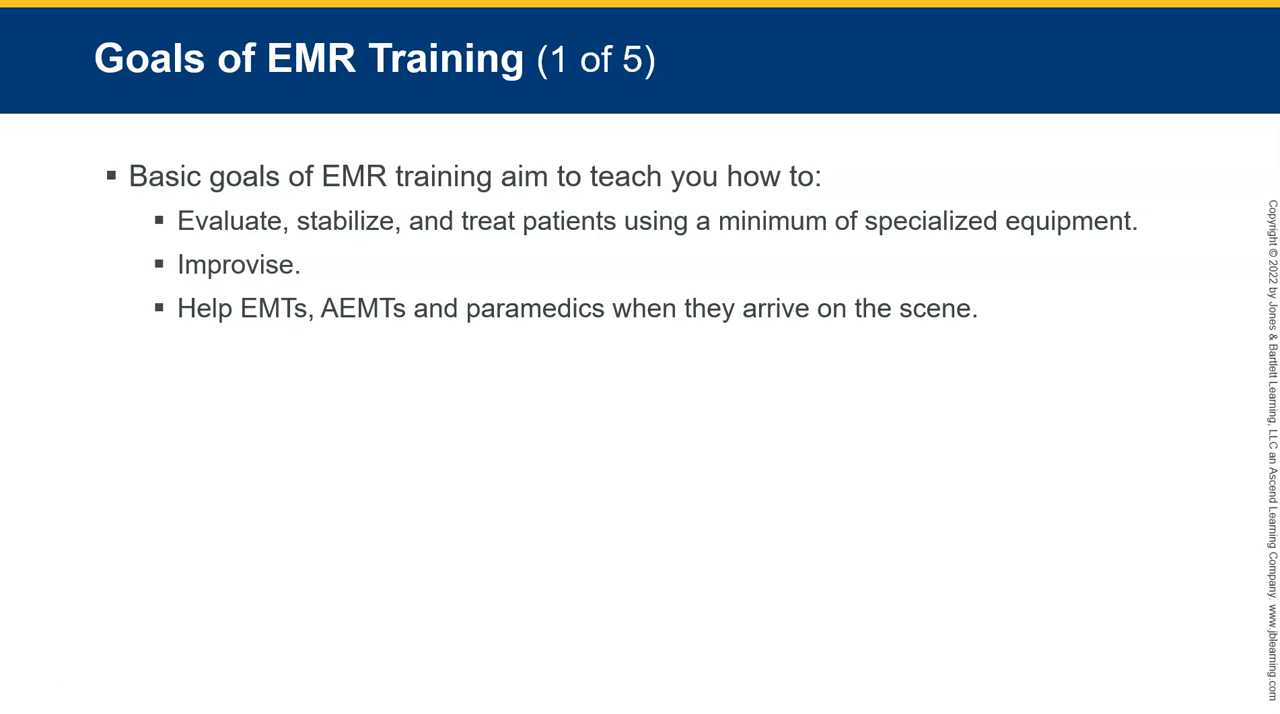 Goals of EMR Training (1 of 5)
▪ Basic goals of EMR training aim to teach you how to:
▪ Evaluate, stabilize, and treat patients using a minimum of specialized equipment.
▪ Improvise.
▪ Help EMTs, AEMTs and paramedics when they arrive on the scene.
Copyright © 2022 by Jones & Bartlett Learning, LLC an Ascend Learning Company. www.jblearning.com